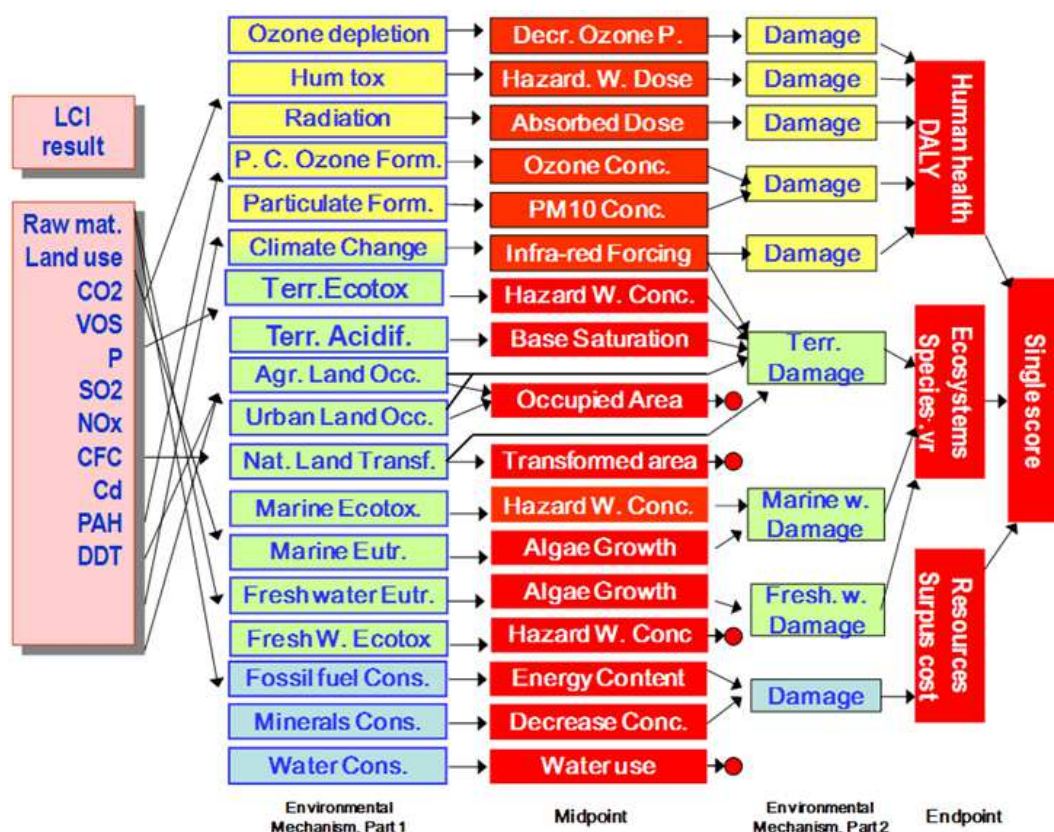 LCI
result
Raw mat.
Land use
CO2
VOS
P
SO2
NOx
CFC
Cd
PAH
DDT
Ozone depletion
Hum tox
Radiation
P. C. Ozone Form.
Particulate Form.
Climate Change
Terr.Ecotox
Terr. Acidif.
Agr. Land Occ.
Urban Land Occ.
Nat. Land Transf.
Marine Ecotox.
Marine Eutr.
Freshwater Eutr.
Fresh W. Ecotox
Fossil fuel Cons.
Minerals Cons.
Water Cons.
Environmental
Mechanism. Part 1
Decr. Ozone P.
Hazard. W. Dose
Absorbed Dose
Ozone Conc.
PM10 Conc.
Infra-red Forcing
Hazard W. Conc.
Base Saturation
Occupied Area
Transformed area
Hazard W. Conc.
Algae Growth
Algae Growth
Hazard W. Conc
Energy Content
Decrease Conc.
Water use
Midpoint
Damage
Damage
Damage
Damage
Damage
Terr.
Damage
Marine w.
Damage
Fresh. w.
Damage
Damage
Environmental
Mechanism. Part 2
Human health
DALY
Ecosystems
Species.yr
Resources
Surpus cost
Endpoint
Single score